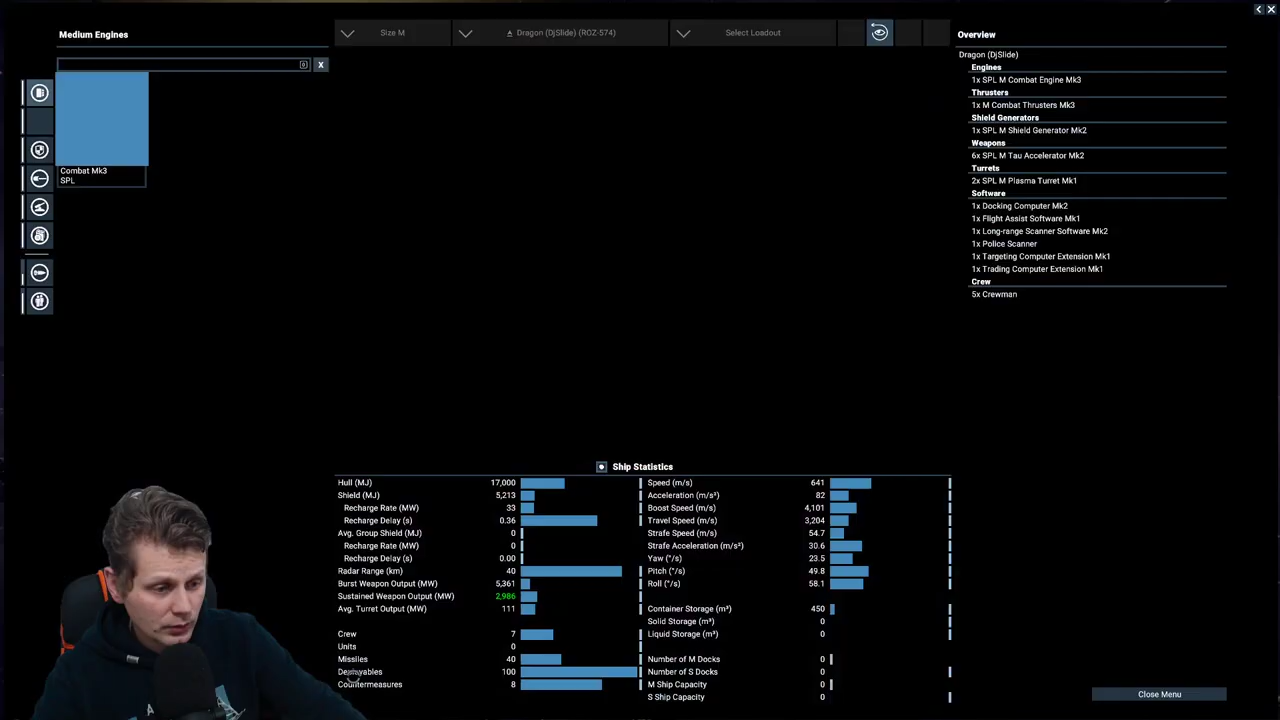 Medium Engines
Size M
Dragon (DjSlide) (ROZ-574)
Select Loadout
X
Combat Mk3
SPL
Overview
Dragon (DjSlide)
Engines
1x SPL M Combat Engine Mk3
Thrusters
1x M Combat Thrusters Mk3
Shield Generators
1x SPL M Shield Generator Mk2
Weapons
6x SPL M Tau Accelerator Mk2
Turrets
2x SPL M Plasma Turret Mk1
Software
1x Docking Computer Mk2
1x Flight Assist Software Mk1
1x Long-range Scanner Software Mk2
1x Police Scanner
1x Targeting Computer Extension Mk1
1x Trading Computer Extension Mk1
Crew
5x Crewman
Ship Statistics
Hull (MJ) 17,000
Shield (MJ) 5,213
Recharge Rate (MW) 33
Recharge Delay (s) 0.36
Avg. Group Shield (MJ) 0
Recharge Rate (MW) 0
Recharge Delay (s) 0.00
Radar Range (km) 40
Burst Weapon Output (MW) 5,361
Sustained Weapon Output (MW) 2,986
Avg. Turret Output (MW) 111
Crew 7
Units 0
Missiles 40
Deployables 100
Countermeasures 8
Speed (m/s) 641
Acceleration (m/s²) 82
Boost Speed (m/s) 4,101
Travel Speed (m/s) 3,204
Strafe Speed (m/s) 54.7
Strafe Acceleration (m/s²) 30.6
Yaw (°/s) 23.5
Pitch (°/s) 49.8
Roll (°/s) 58.1
Container Storage (m³) 450
Solid Storage (m³) 0
Liquid Storage (m³) 0
Number of M Docks 0
Number of S Docks 0
M Ship Capacity 0
S Ship Capacity 0
Close Menu